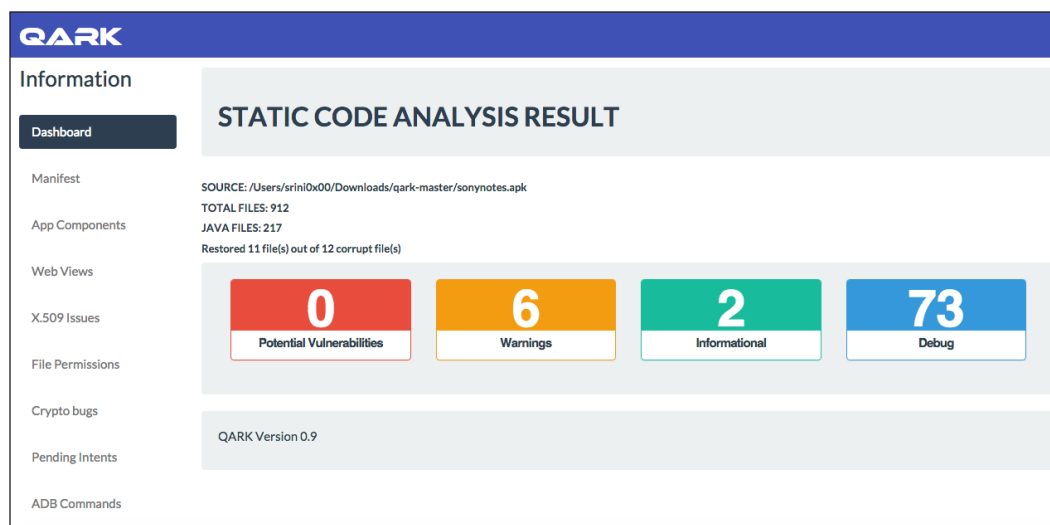 QARK
Information
Dashboard
Manifest
App Components
Web Views
X.509 Issues
File Permissions
Crypto bugs
Pending Intents
ADB Commands
STATIC CODE ANALYSIS RESULT
SOURCE: /Users/srini0x00/Downloads/qark-master/sonynotes.apk
TOTAL FILES: 912
JAVA FILES: 217
Restored 11 file(s) out of 12 corrupt file(s)
0
Potential Vulnerabilities
6
Warnings
2
Informational
73
Debug
QARK Version 0.9